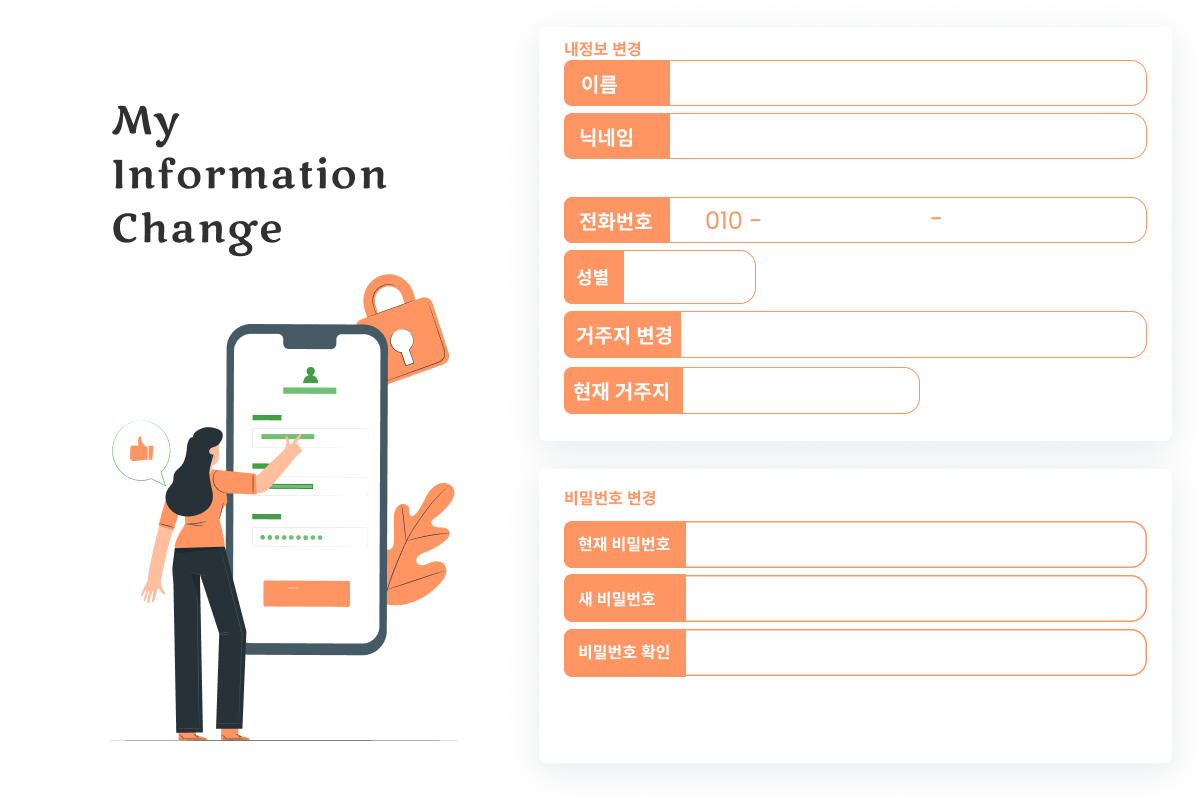 My
Information
Change
내정보 변경
이름
닉네임
전화번호 010 - -
성별
거주지 변경
현재 거주지
비밀번호 변경
현재 비밀번호
새 비밀번호
비밀번호 확인